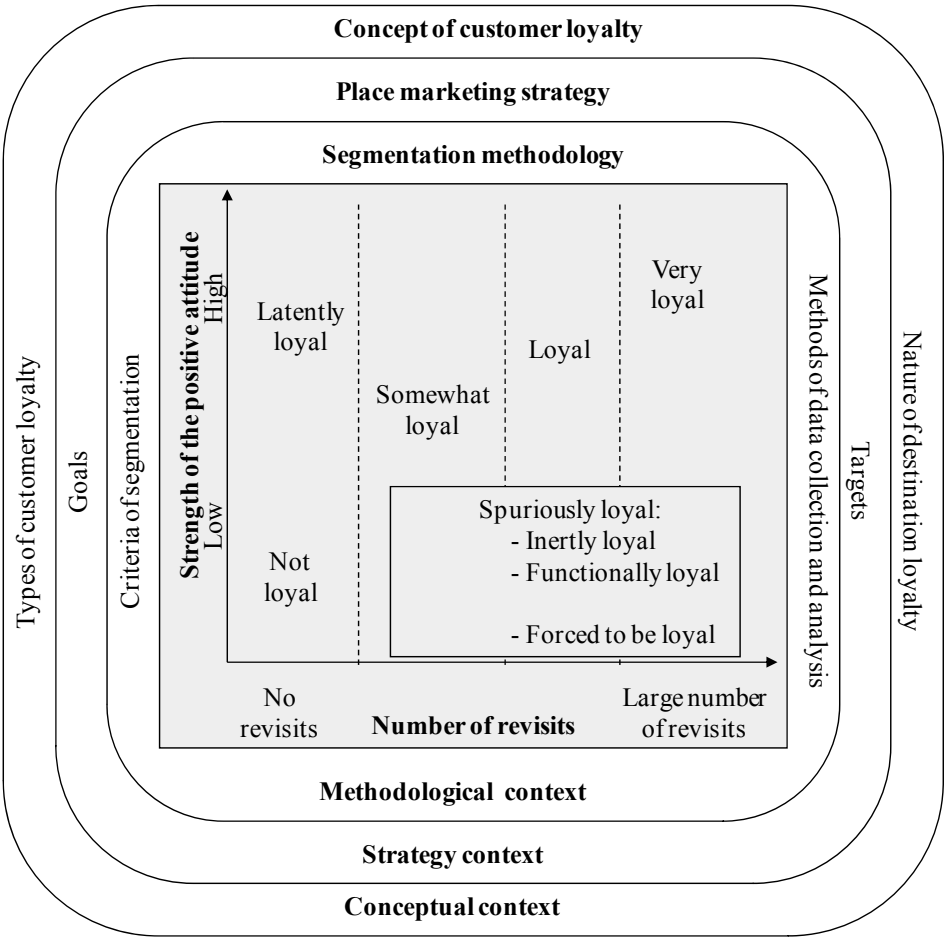 Concept of customer loyalty
Place marketing strategy
Segmentation methodology
Types of customer loyalty
Goals
Criteria of segmentation
Strength of the positive attitude
High
Low
Latently
loyal
Somewhat
loyal
Loyal
Very
loyal
Not
loyal
Spuriously loyal:
- Inertly loyal
- Functionally loyal
- Forced to be loyal
No
revisits
Number of revisits
Large number
of revisits
Methods of data collection and analysis
Targets
Nature of destination loyalty
Methodological context
Strategy context
Conceptual context